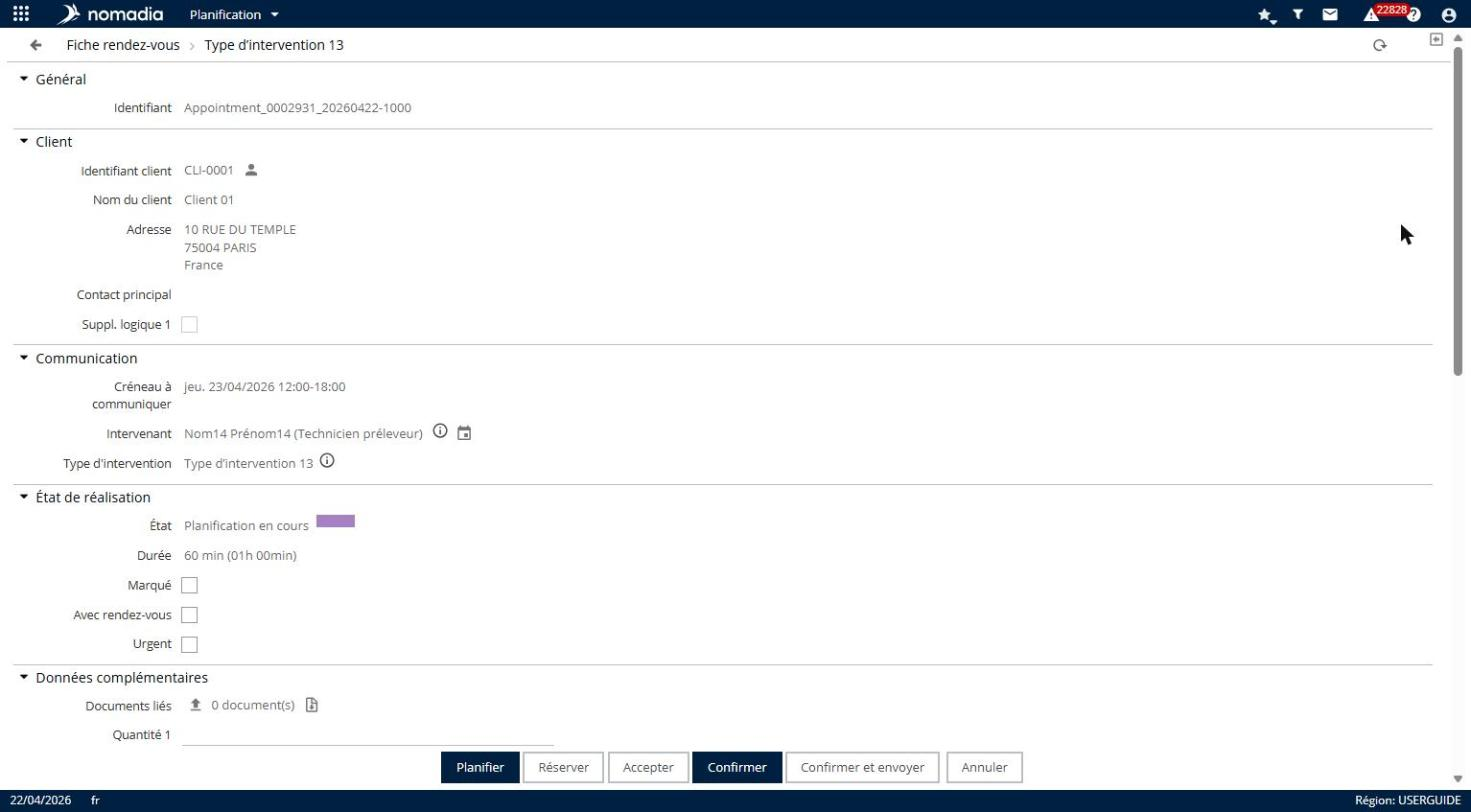 nomadia Planification 22828
Fiche rendez-vous › Type d'intervention 13
Général
Identifiant Appointment_0002931_20260422-1000
Client
Identifiant client CLI-0001
Nom du client Client 01
Adresse 10 RUE DU TEMPLE
75004 PARIS
France
Contact principal
Suppl. logique 1
Communication
Créneau à jeu. 23/04/2026 12:00-18:00
communiquer
Intervenant Nom14 Prénom14 (Technicien préleveur)
Type d'intervention Type d'intervention 13
État de réalisation
État Planification en cours
Durée 60 min (01h 00min)
Marqué
Avec rendez-vous
Urgent
Données complémentaires
Documents liés 0 document(s)
Quantité 1
Planifier Réserver Accepter Confirmer Confirmer et envoyer Annuler
22/04/2026 fr Région: USERGUIDE